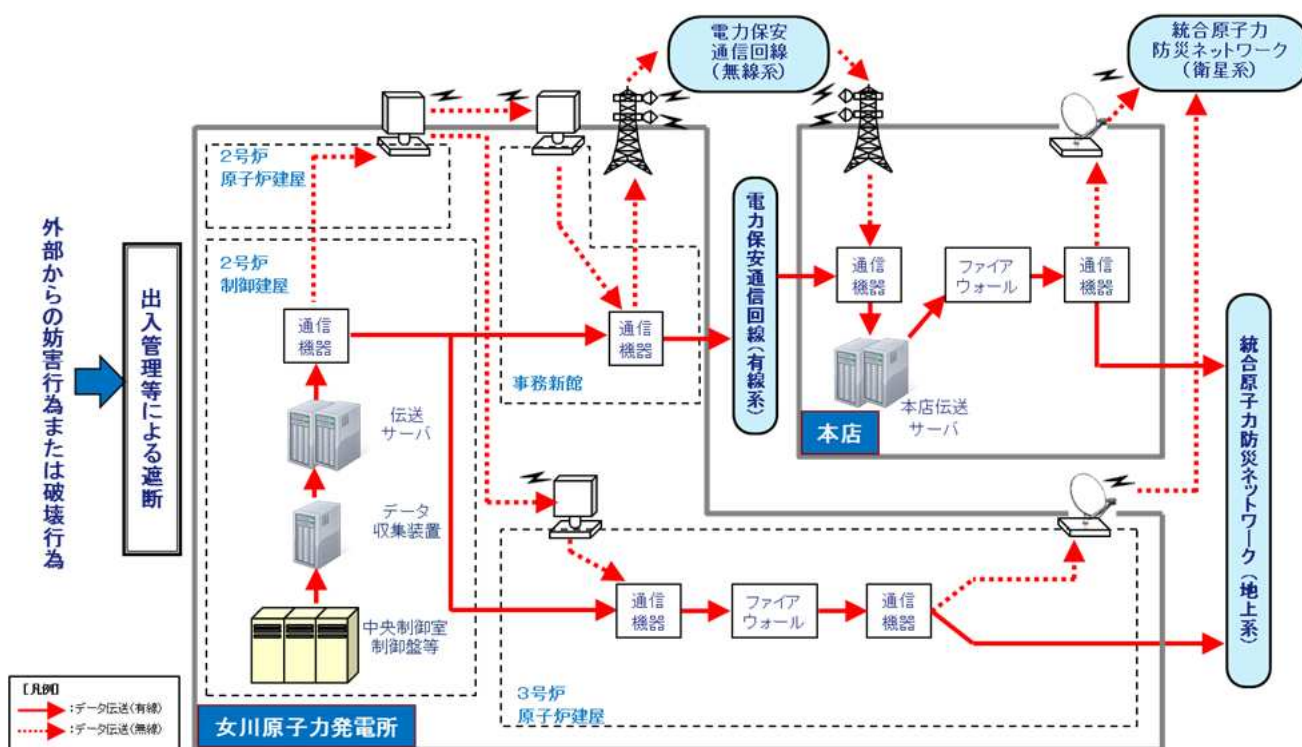 電力保安
通信回線
（無線系）
統合原子力
防災ネットワーク
（衛星系）
2号炉
原子炉建屋
外部からの妨害行為または破壊行為
出入管理等による遮断
2号炉
制御建屋
通信
機器
伝送
サーバ
データ
収集装置
中央制御室
制御盤等
通信
機器
事務新館
電力保安通信回線（有線系）
通信
機器
ファイア
ウォール
通信
機器
本店伝送
サーバ
本店
統合原子力防災ネットワーク（地上系）
通信
機器
ファイア
ウォール
通信
機器
3号炉
原子炉建屋
女川原子力発電所
【凡例】
：データ伝送（有線）
：データ伝送（無線）